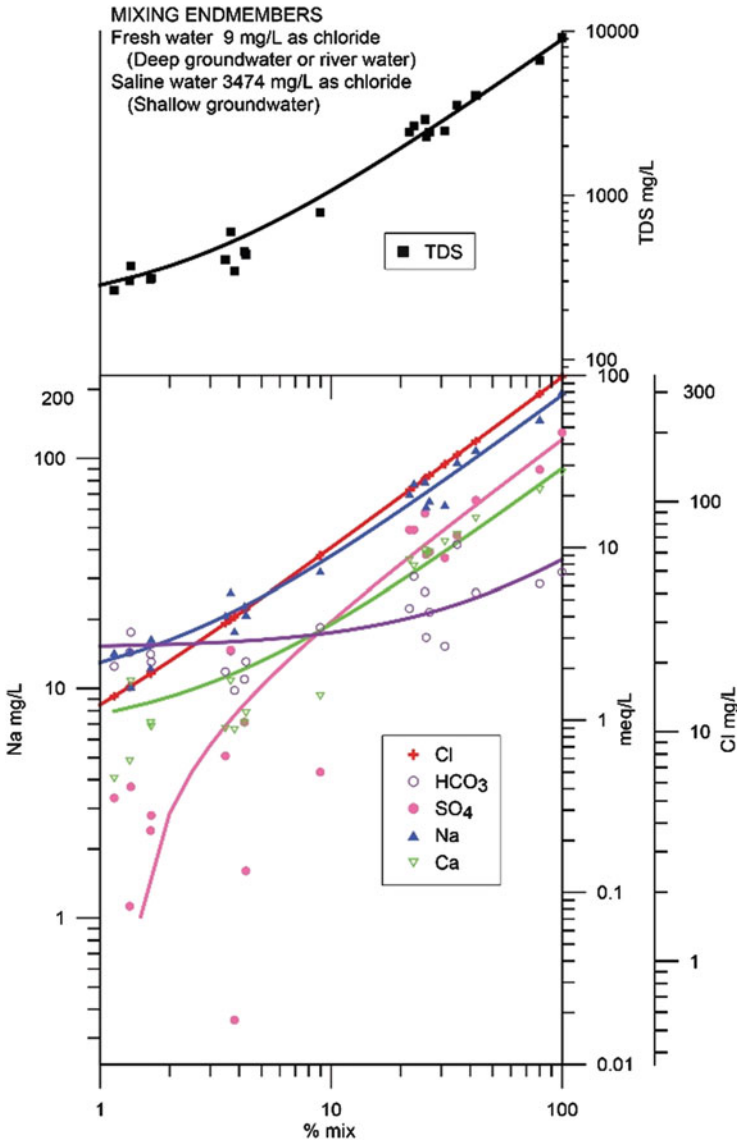 MIXING ENDMEMBERS
Fresh water 9 mg/L as chloride
(Deep groundwater or river water)
Saline water 3474 mg/L as chloride
(Shallow groundwater)
10000
1000
100
TDS mg/L
TDS
200
100
10
1
Na mg/L
100
10
1
0.1
0.01
meq/L
300
100
10
1
Cl mg/L
Cl
HCO3
SO4
Na
Ca
1
10
100
% mix